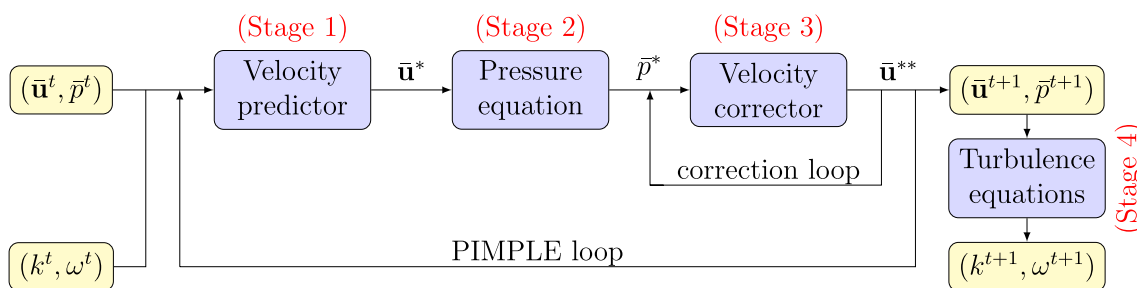 (Stage 1)
(Stage 2)
(Stage 3)
(ū^t, p̄^t)
Velocity
predictor
ū^*
Pressure
equation
p̄^*
Velocity
corrector
ū^{**}
(ū^{t+1}, p̄^{t+1})
correction loop
Turbulence
equations
(Stage 4)
PIMPLE loop
(k^t, ω^t)
(k^{t+1}, ω^{t+1})